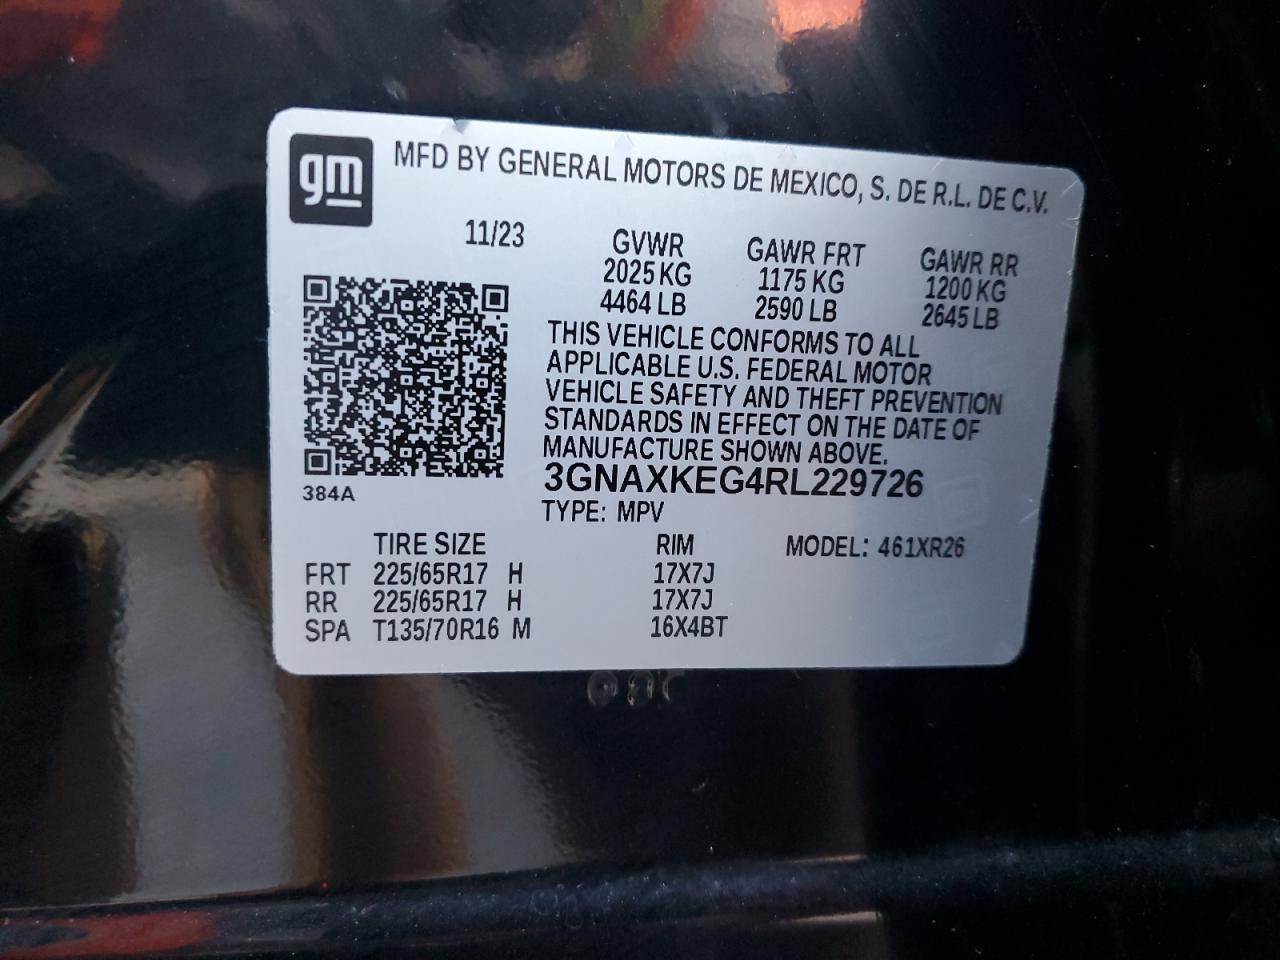 gm
MFD BY GENERAL MOTORS DE MEXICO, S. DE R.L. DE C.V.
11/23
GVWR GAWR FRT GAWR RR
2025 KG 1175 KG 1200 KG
4464 LB 2590 LB 2645 LB
THIS VEHICLE CONFORMS TO ALL
APPLICABLE U.S. FEDERAL MOTOR
VEHICLE SAFETY AND THEFT PREVENTION
STANDARDS IN EFFECT ON THE DATE OF
MANUFACTURE SHOWN ABOVE.
3GNAXKEG4RL229726
384A
TYPE: MPV
TIRE SIZE RIM MODEL: 461XR26
FRT 225/65R17 H 17X7J
RR 225/65R17 H 17X7J
SPA T135/70R16 M 16X4BT